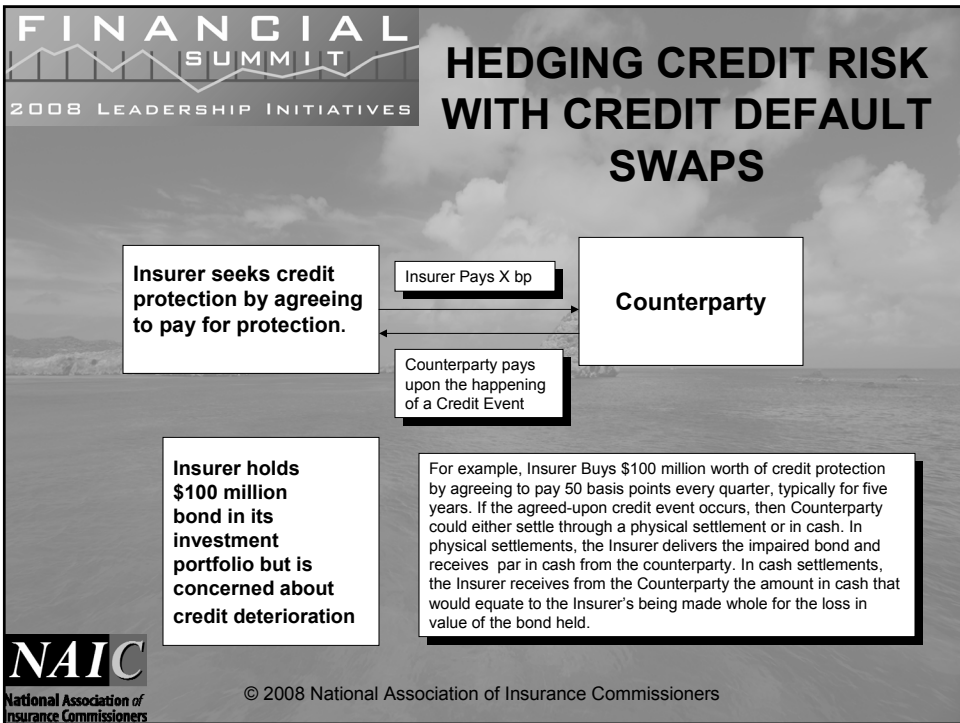 FINANCIAL
SUMMIT
2008 LEADERSHIP INITIATIVES
HEDGING CREDIT RISK
WITH CREDIT DEFAULT
SWAPS
Insurer seeks credit
protection by agreeing
to pay for protection.
Insurer Pays X bp
Counterparty
Counterparty pays
upon the happening
of a Credit Event
Insurer holds
$100 million
bond in its
investment
portfolio but is
concerned about
credit deterioration
For example, Insurer Buys $100 million worth of credit protection
by agreeing to pay 50 basis points every quarter, typically for five
years. If the agreed-upon credit event occurs, then Counterparty
could either settle through a physical settlement or in cash. In
physical settlements, the Insurer delivers the impaired bond and
receives par in cash from the counterparty. In cash settlements,
the Insurer receives from the Counterparty the amount in cash that
would equate to the Insurer's being made whole for the loss in
value of the bond held.
NAIC
National Association of
Insurance Commissioners
© 2008 National Association of Insurance Commissioners